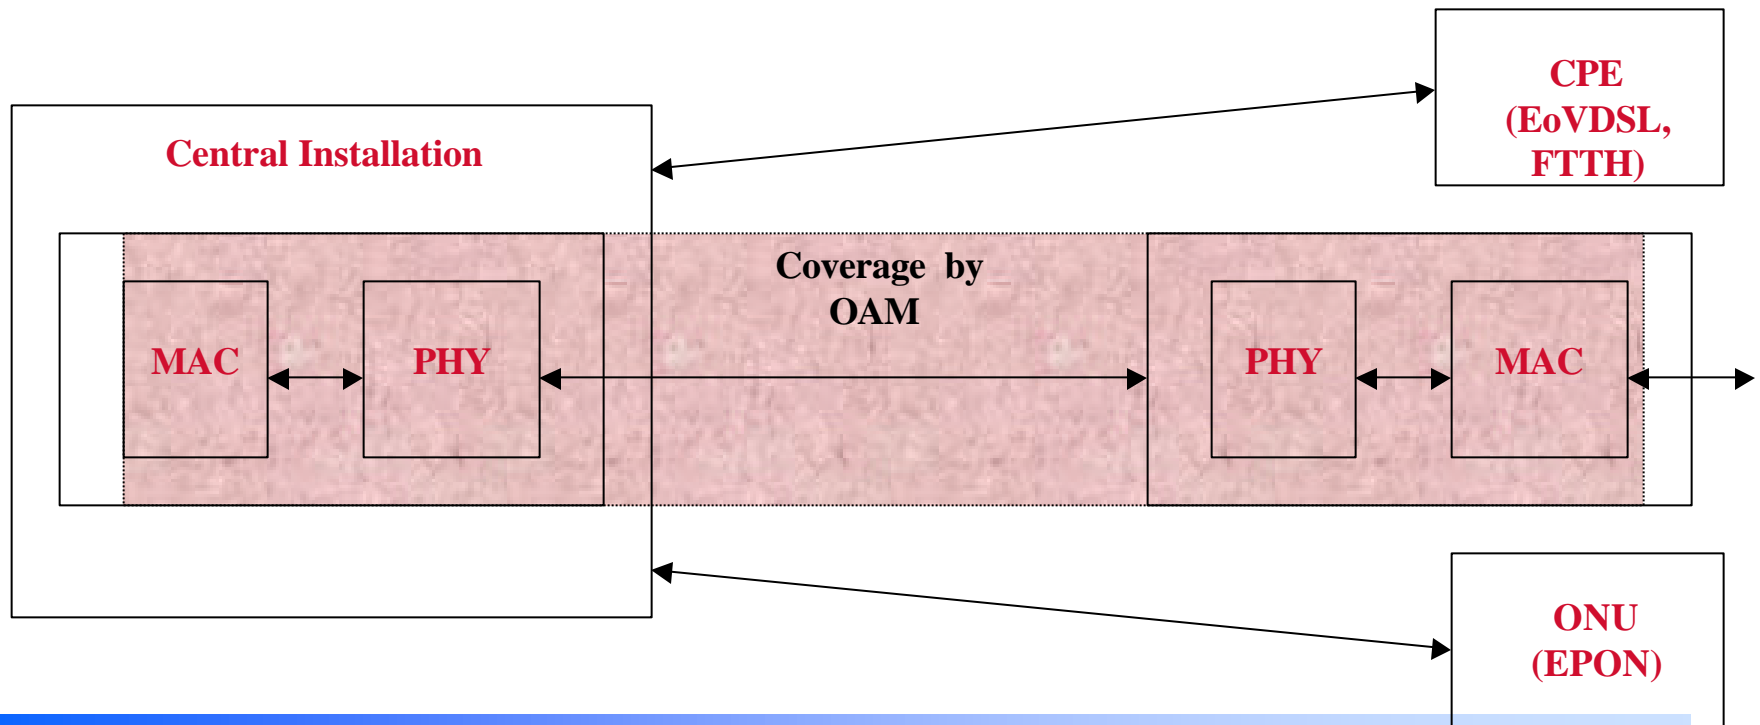 CPE
(EoVDSL,
FTTH)
Central Installation
Coverage by
OAM
MAC
PHY
PHY
MAC
ONU
(EPON)